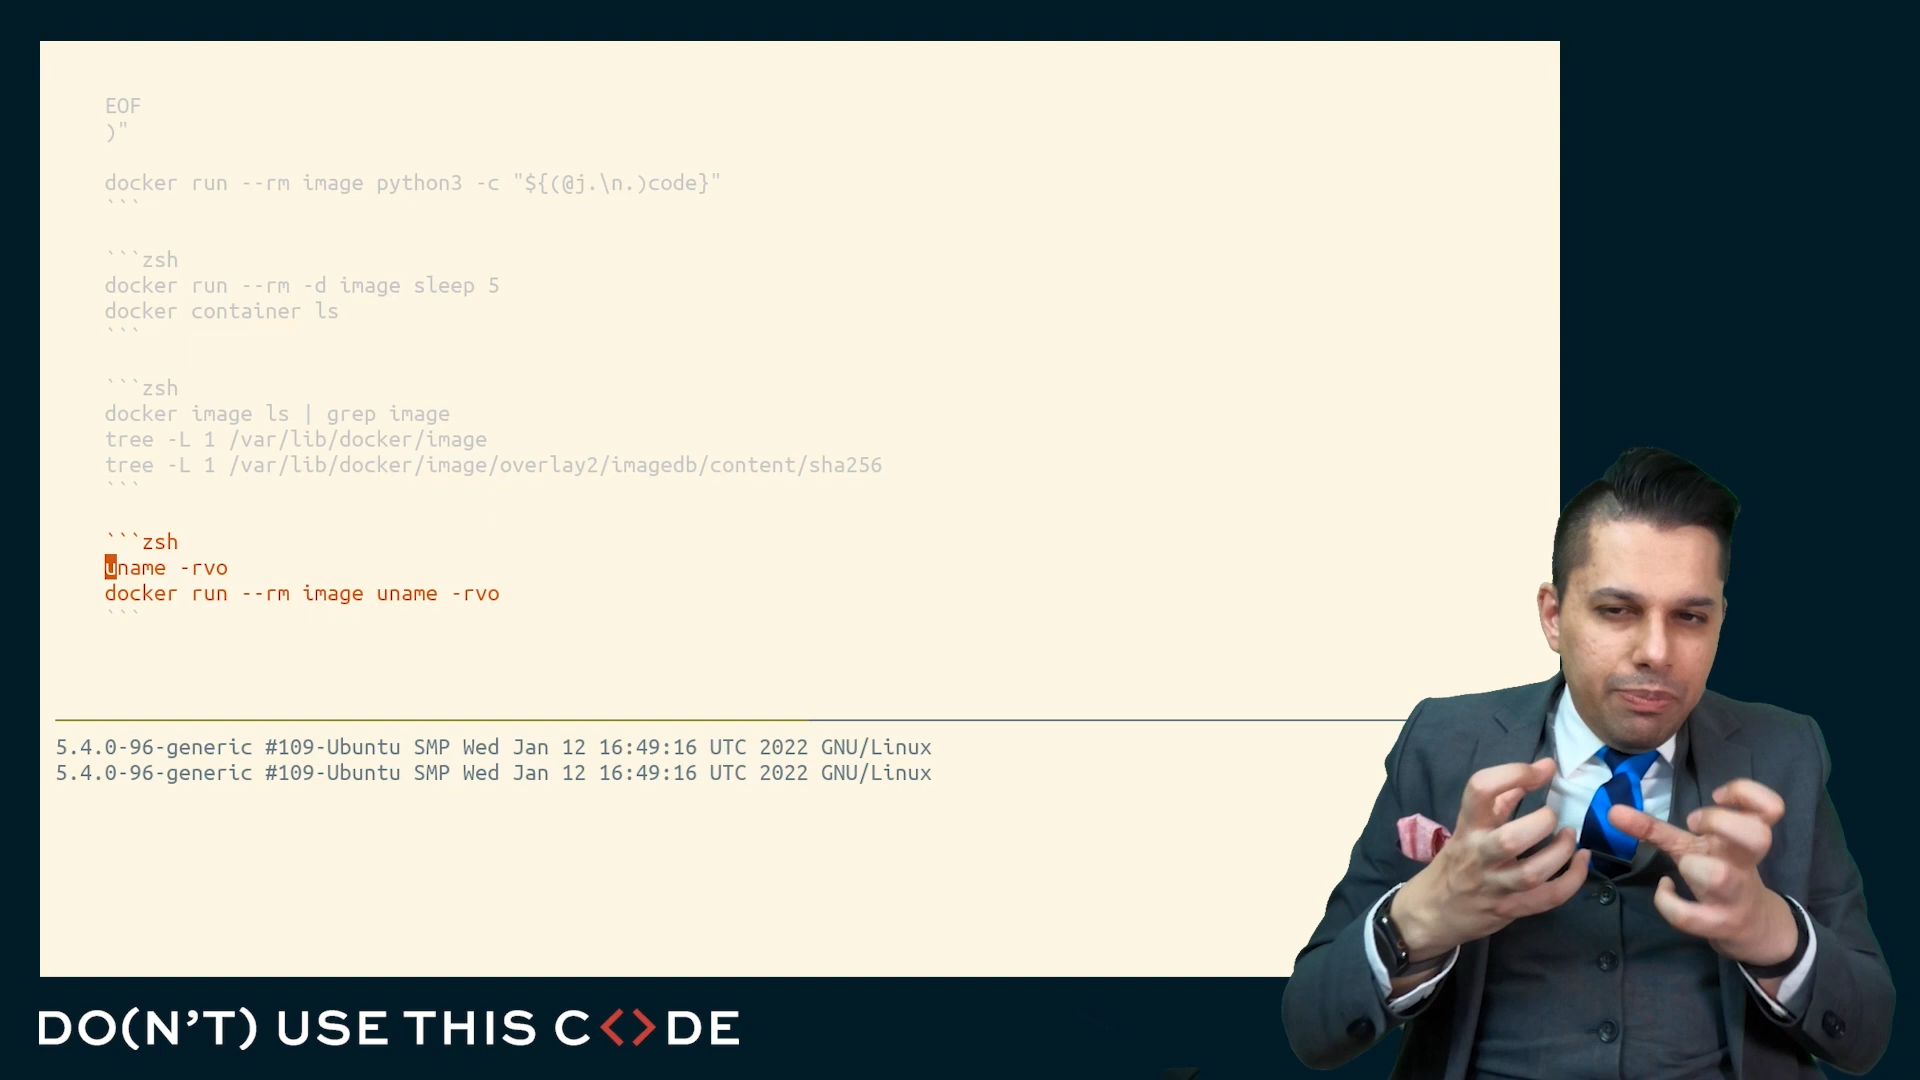 EOF
)"
docker run --rm image python3 -c "${(@j.\n.)code}"
```
```zsh
docker run --rm -d image sleep 5
docker container ls
```
```zsh
docker image ls | grep image
tree -L 1 /var/lib/docker/image
tree -L 1 /var/lib/docker/image/overlay2/imagedb/content/sha256
```
```zsh
uname -rvo
docker run --rm image uname -rvo
```
5.4.0-96-generic #109-Ubuntu SMP Wed Jan 12 16:49:16 UTC 2022 GNU/Linux
5.4.0-96-generic #109-Ubuntu SMP Wed Jan 12 16:49:16 UTC 2022 GNU/Linux
DO(N’T) USE THIS C<>DE